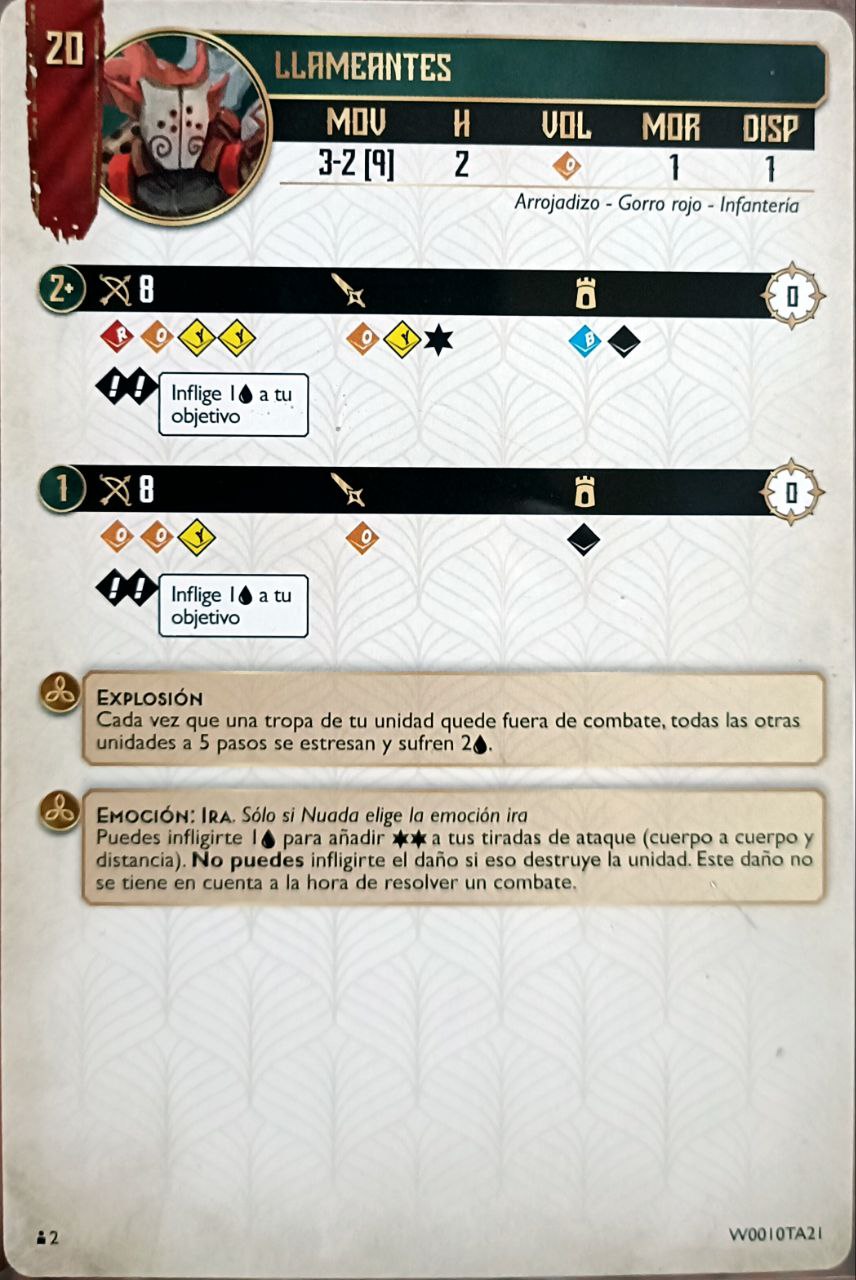 20
LLAMEANTES
MOV H VOL MOR DISP
3-2 [9] 2 O 1 1
Arrojadizo - Gorro rojo - Infantería
2+ 8 0
R O Y Y O Y B
!! Inflige 1 a tu
objetivo
1 8 0
O O Y O
!! Inflige 1 a tu
objetivo
EXPLOSIÓN
Cada vez que una tropa de tu unidad quede fuera de combate, todas las otras
unidades a 5 pasos se estresan y sufren 2.
EMOCIÓN: IRA. Sólo si Nuada elige la emoción ira
Puedes infligirte 1 para añadir ✶✶ a tus tiradas de ataque (cuerpo a cuerpo y
distancia). No puedes infligirte el daño si eso destruye la unidad. Este daño no
se tiene en cuenta a la hora de resolver un combate.
2 W0010TA21